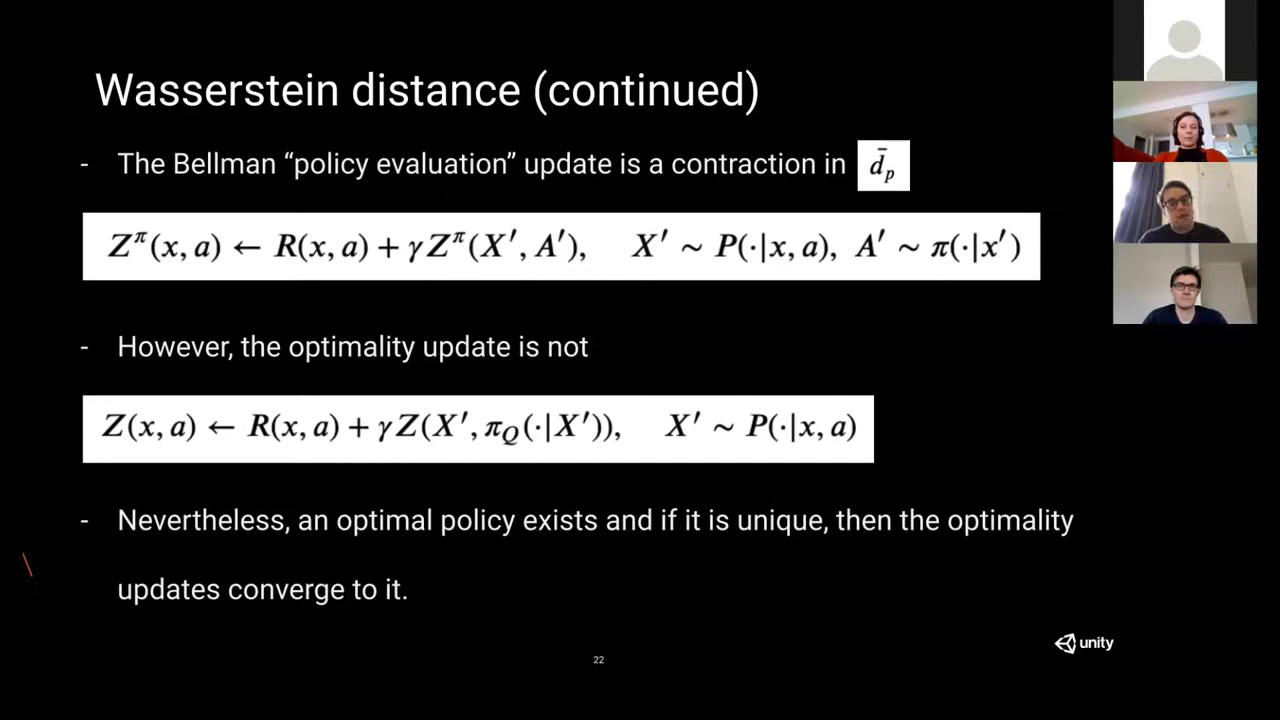 Wasserstein distance (continued)
- The Bellman “policy evaluation” update is a contraction in d̄_p
Z^π(x, a) ← R(x, a) + γZ^π(X′, A′), X′ ∼ P(·|x, a), A′ ∼ π(·|x′)
- However, the optimality update is not
Z(x, a) ← R(x, a) + γZ(X′, π_Q(·|X′)), X′ ∼ P(·|x, a)
- Nevertheless, an optimal policy exists and if it is unique, then the optimality
updates converge to it.
unity
22